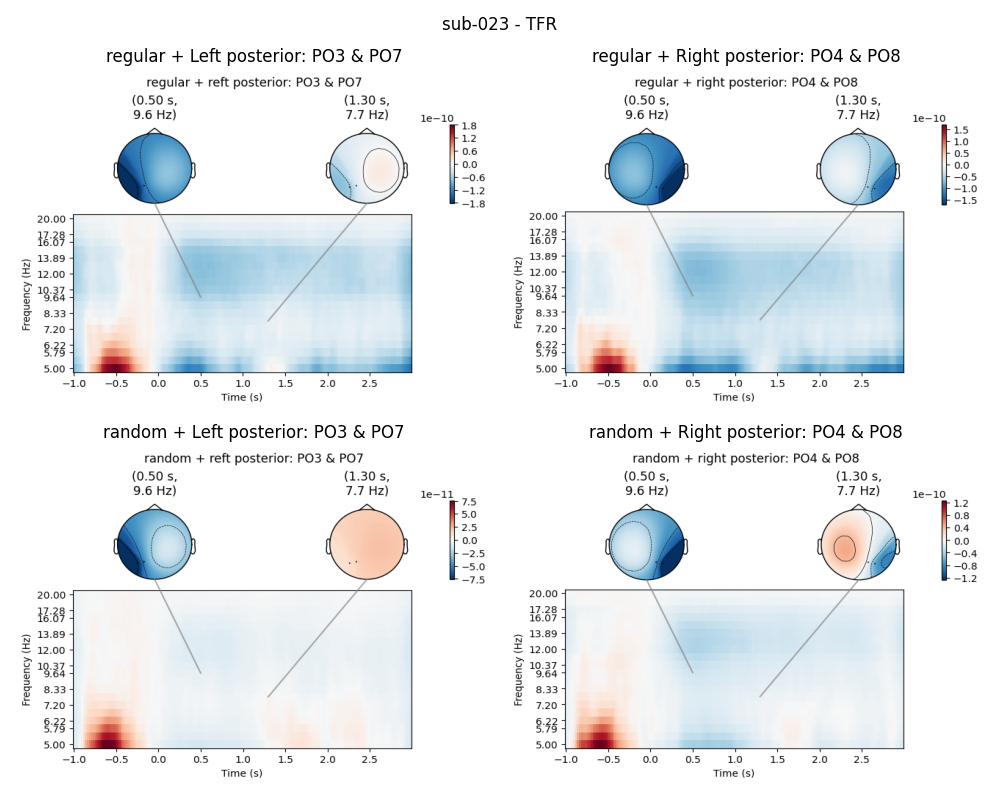 sub-023 - TFR
regular + Left posterior: PO3 & PO7
regular + reft posterior: PO3 & PO7
(0.50 s,
9.6 Hz)
(1.30 s,
7.7 Hz)
1e−10
1.8
1.2
0.6
0.0
−0.6
−1.2
−1.8
Frequency (Hz)
20.00
17.28
16.07
13.89
12.00
10.37
9.64
8.33
7.20
6.22
5.79
5.00
−1.0 −0.5 0.0 0.5 1.0 1.5 2.0 2.5
Time (s)
regular + Right posterior: PO4 & PO8
regular + right posterior: PO4 & PO8
(0.50 s,
9.6 Hz)
(1.30 s,
7.7 Hz)
1e−10
1.5
1.0
0.5
0.0
−0.5
−1.0
−1.5
Frequency (Hz)
20.00
17.28
16.07
13.89
12.00
10.37
9.64
8.33
7.20
6.22
5.79
5.00
−1.0 −0.5 0.0 0.5 1.0 1.5 2.0 2.5
Time (s)
random + Left posterior: PO3 & PO7
random + reft posterior: PO3 & PO7
(0.50 s,
9.6 Hz)
(1.30 s,
7.7 Hz)
1e−11
7.5
5.0
2.5
0.0
−2.5
−5.0
−7.5
Frequency (Hz)
20.00
17.28
16.07
13.89
12.00
10.37
9.64
8.33
7.20
6.22
5.79
5.00
−1.0 −0.5 0.0 0.5 1.0 1.5 2.0 2.5
Time (s)
random + Right posterior: PO4 & PO8
random + right posterior: PO4 & PO8
(0.50 s,
9.6 Hz)
(1.30 s,
7.7 Hz)
1e−10
1.2
0.8
0.4
0.0
−0.4
−0.8
−1.2
Frequency (Hz)
20.00
17.28
16.07
13.89
12.00
10.37
9.64
8.33
7.20
6.22
5.79
5.00
−1.0 −0.5 0.0 0.5 1.0 1.5 2.0 2.5
Time (s)